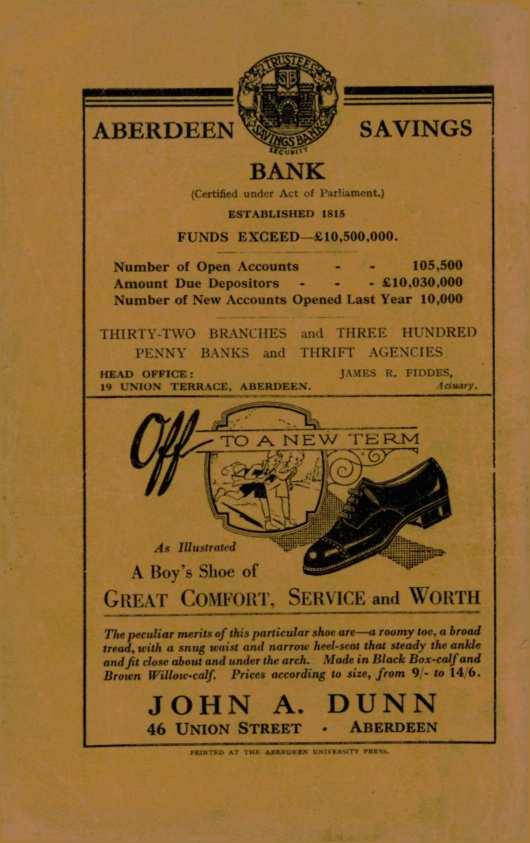 TRUSTEE
STB
SAVINGS BANK
SECURITY
ABERDEEN SAVINGS
BANK
(Certified under Act of Parliament.)
ESTABLISHED 1815
FUNDS EXCEED—£10,500,000.
Number of Open Accounts - - 105,500
Amount Due Depositors - - - £10,030,000
Number of New Accounts Opened Last Year 10,000
THIRTY-TWO BRANCHES and THREE HUNDRED
PENNY BANKS and THRIFT AGENCIES
HEAD OFFICE: JAMES R. FIDDES,
19 UNION TERRACE, ABERDEEN. Actuary.
Off TO A NEW TERM
As Illustrated
A Boy's Shoe of
GREAT COMFORT, SERVICE and WORTH
The peculiar merits of this particular shoe are—a roomy toe, a broad
tread, with a snug waist and narrow heel-seat that steady the ankle
and fit close about and under the arch. Made in Black Box-calf and
Brown Willow-calf. Prices according to size, from 9/- to 14/6.
JOHN A. DUNN
46 UNION STREET • ABERDEEN
PRINTED AT THE ABERDEEN UNIVERSITY PRESS.